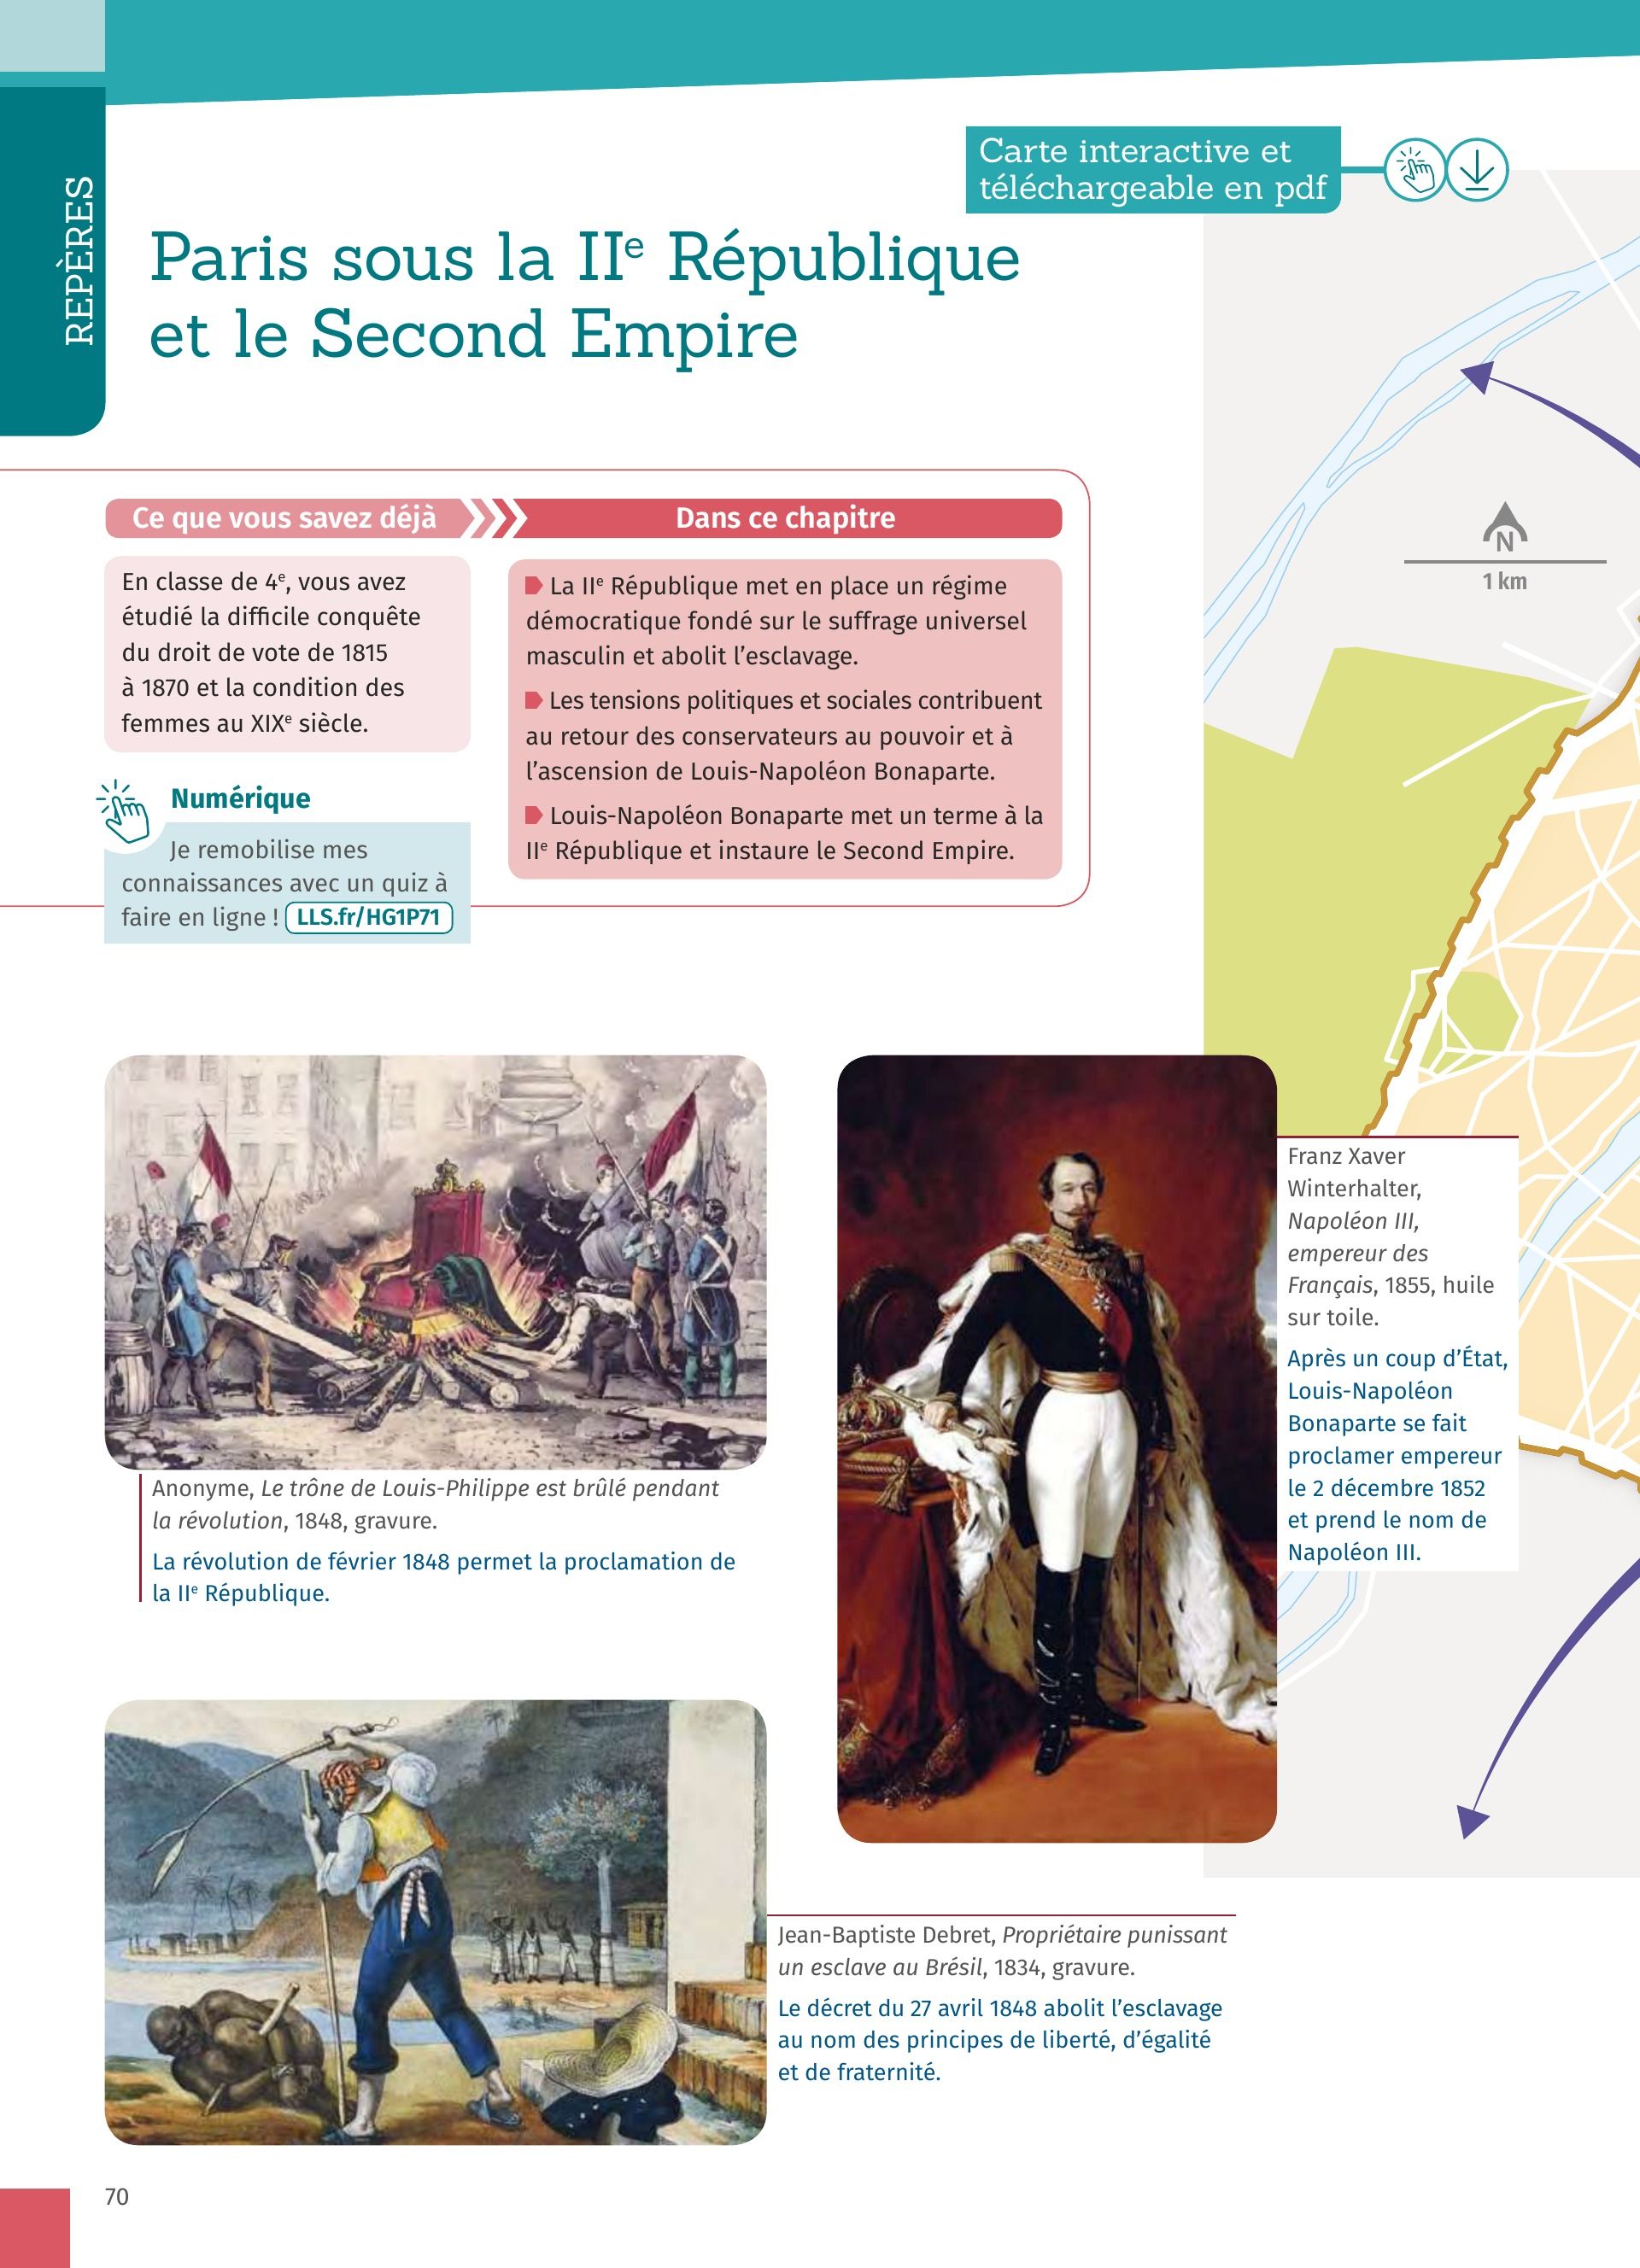 REPÈRES
Carte interactive et
téléchargeable en pdf
Paris sous la IIe République
et le Second Empire
Ce que vous savez déjà
En classe de 4e, vous avez
étudié la difficile conquête
du droit de vote de 1815
à 1870 et la condition des
femmes au XIXe siècle.
Numérique
Je remobilise mes
connaissances avec un quiz à
faire en ligne ! LLS.fr/HG1P71
Dans ce chapitre
La IIe République met en place un régime
démocratique fondé sur le suffrage universel
masculin et abolit l’esclavage.
Les tensions politiques et sociales contribuent
au retour des conservateurs au pouvoir et à
l’ascension de Louis-Napoléon Bonaparte.
Louis-Napoléon Bonaparte met un terme à la
IIe République et instaure le Second Empire.
N
1 km
Anonyme, Le trône de Louis-Philippe est brûlé pendant
la révolution, 1848, gravure.
La révolution de février 1848 permet la proclamation de
la IIe République.
Franz Xaver
Winterhalter,
Napoléon III,
empereur des
Français, 1855, huile
sur toile.
Après un coup d’État,
Louis-Napoléon
Bonaparte se fait
proclamer empereur
le 2 décembre 1852
et prend le nom de
Napoléon III.
Jean-Baptiste Debret, Propriétaire punissant
un esclave au Brésil, 1834, gravure.
Le décret du 27 avril 1848 abolit l’esclavage
au nom des principes de liberté, d’égalité
et de fraternité.
70